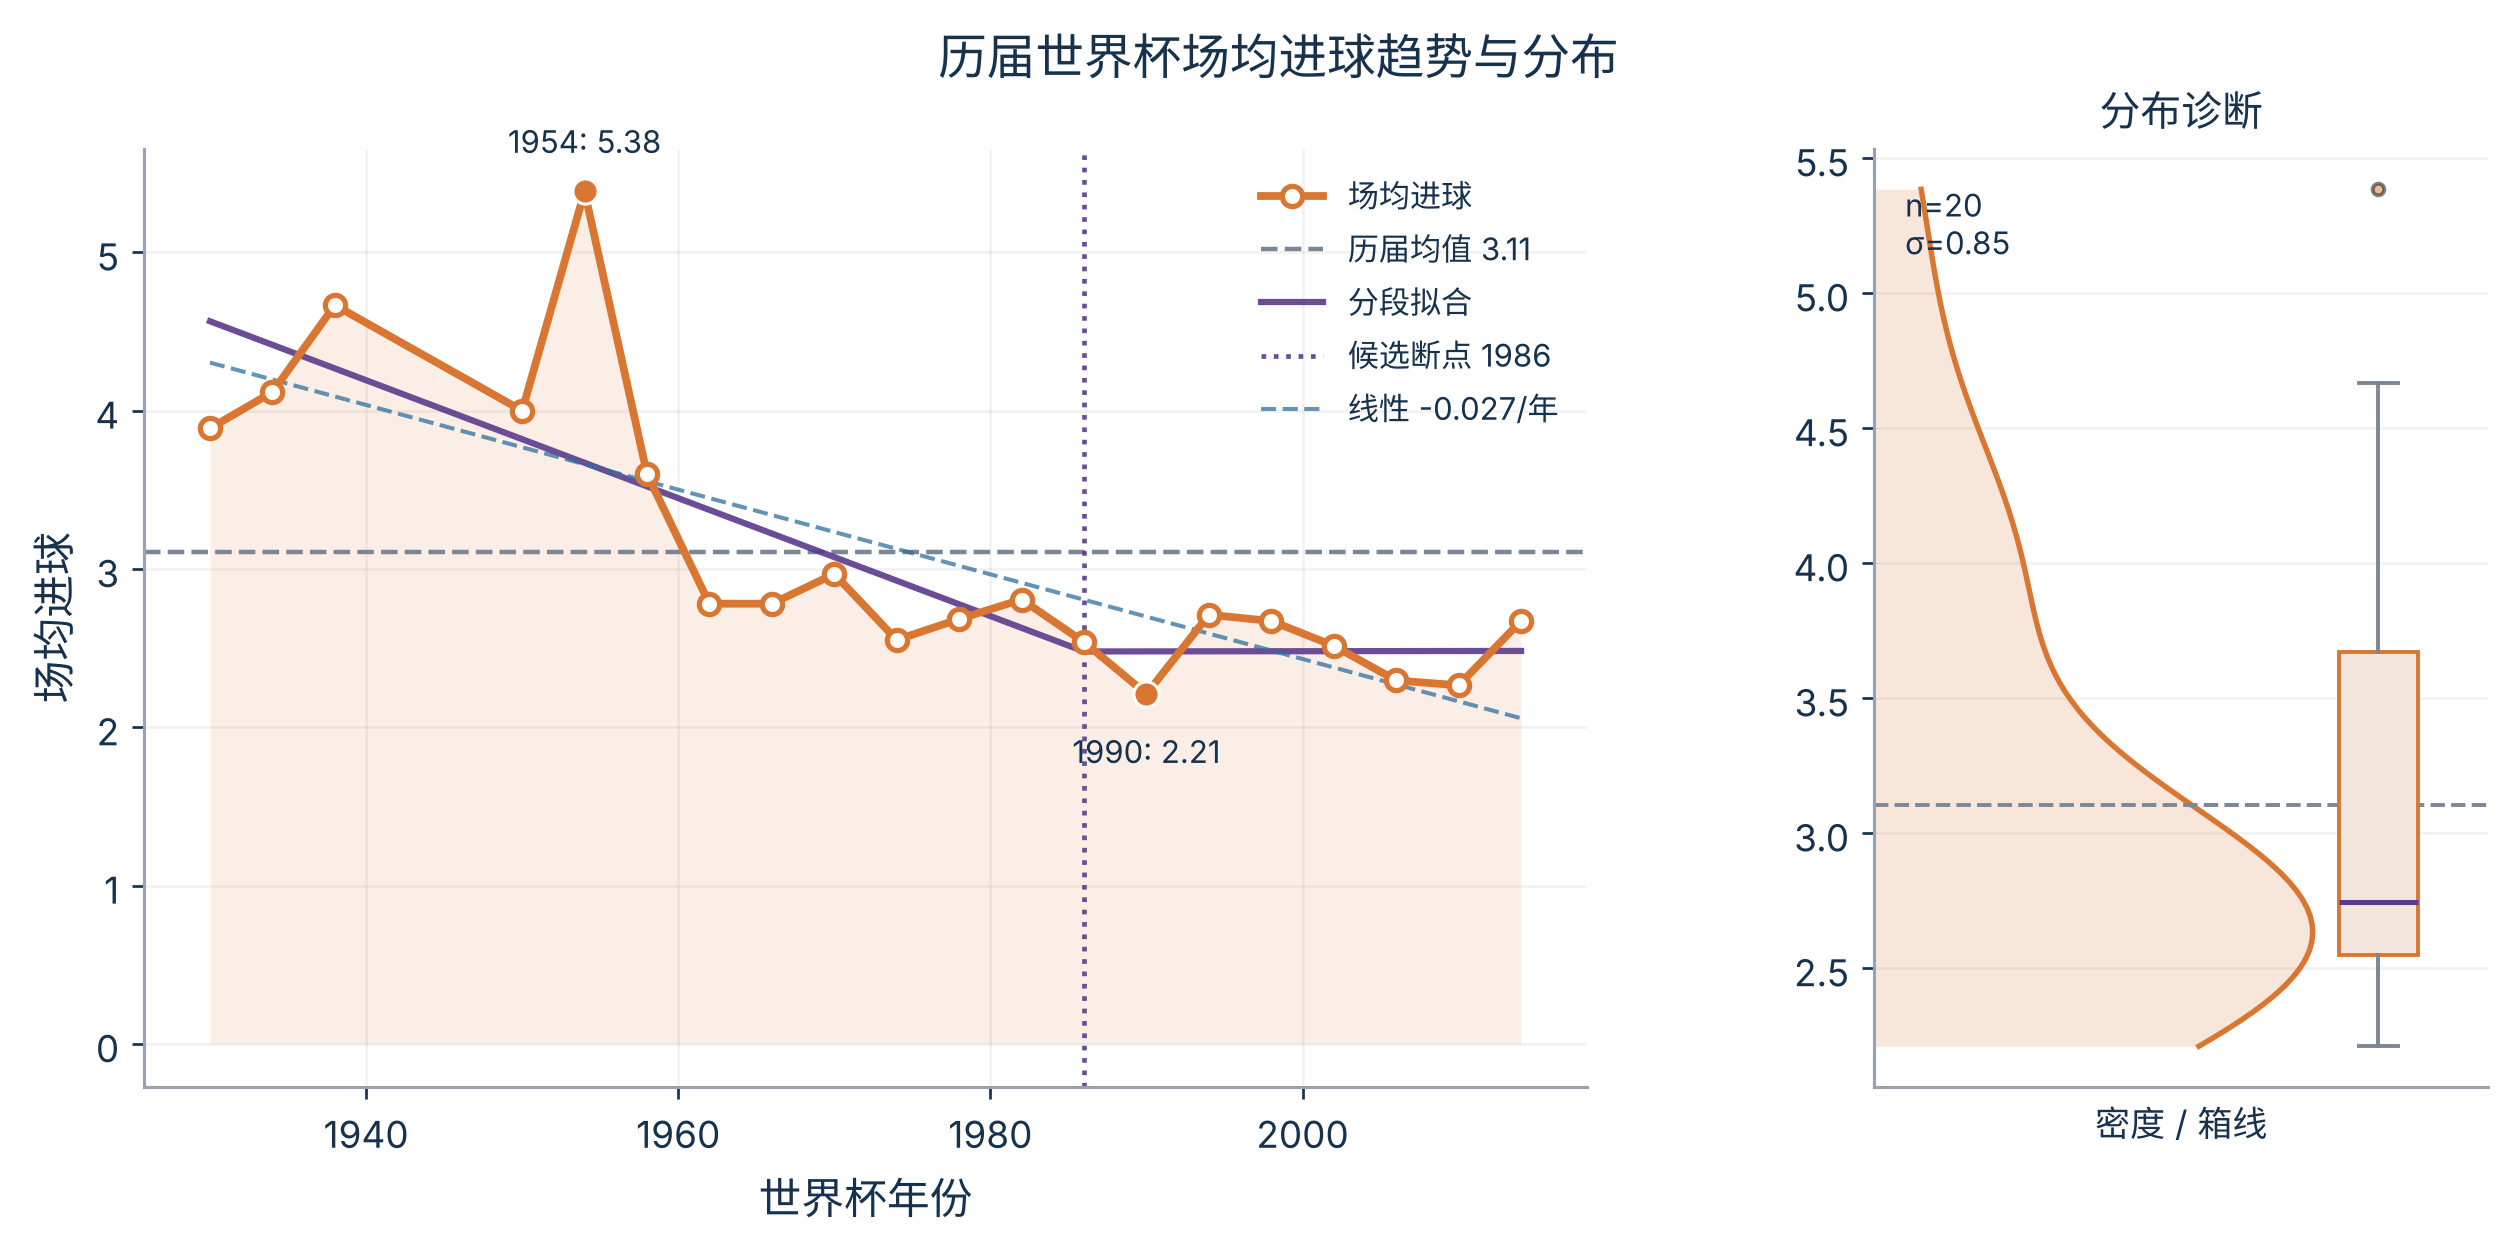 历届世界杯场均进球趋势与分布
1954: 5.38
场均进球
历届均值 3.11
分段拟合
候选断点 1986
线性 -0.027/年
1990: 2.21
5
4
3
2
1
0
场均进球
1940
1960
1980
2000
世界杯年份
分布诊断
n=20
σ=0.85
5.5
5.0
4.5
4.0
3.5
3.0
2.5
密度 / 箱线